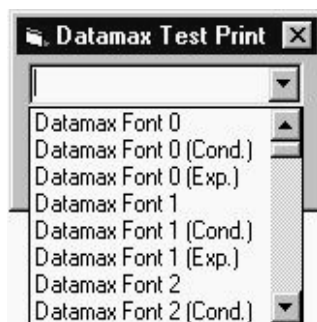 Datamax Test Print
Datamax Font 0
Datamax Font 0 (Cond.)
Datamax Font 0 (Exp.)
Datamax Font 1
Datamax Font 1 (Cond.)
Datamax Font 1 (Exp.)
Datamax Font 2
Datamax Font 2 (Cond.)